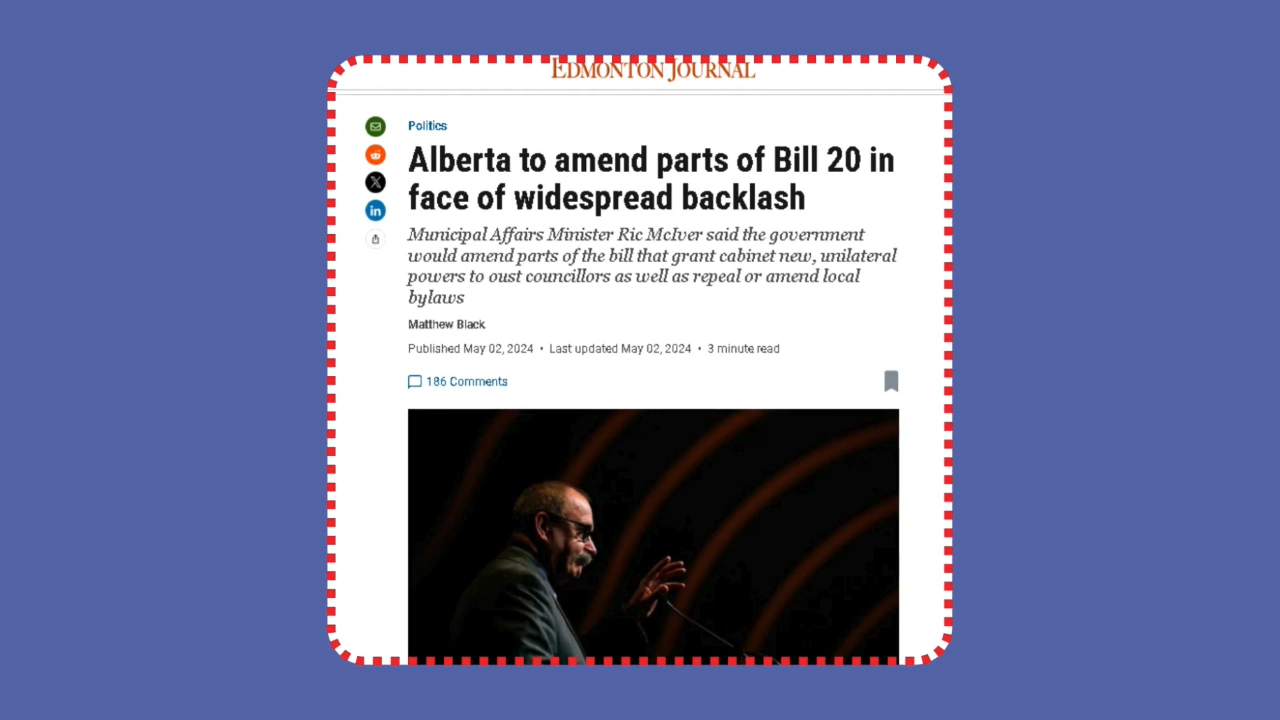 EDMONTON JOURNAL
Politics
Alberta to amend parts of Bill 20 in
face of widespread backlash
Municipal Affairs Minister Ric McIver said the government
would amend parts of the bill that grant cabinet new, unilateral
powers to oust councillors as well as repeal or amend local
bylaws
Matthew Black
Published May 02, 2024 • Last updated May 02, 2024 • 3 minute read
186 Comments